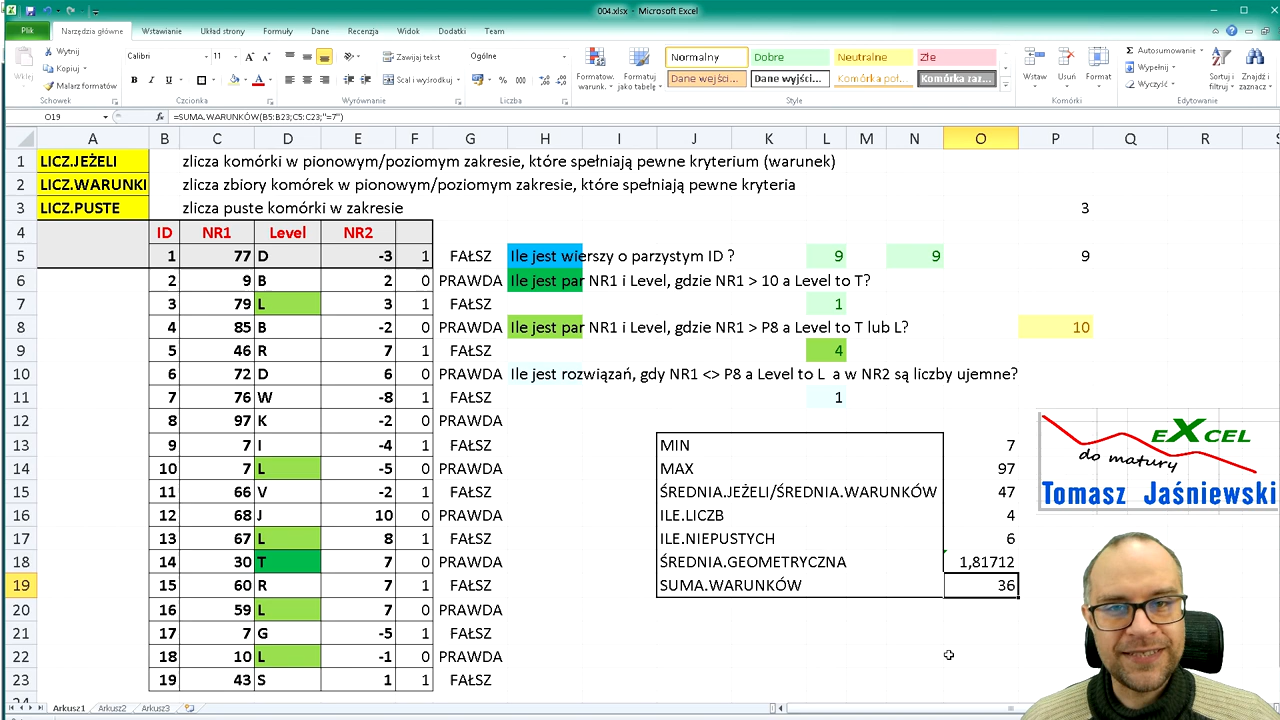 004.xlsx - Microsoft Excel
Plik Narzędzia główne Wstawianie Układ strony Formuły Dane Recenzja Widok Dodatki Team
Wklej Wytnij Kopiuj Malarz formatów Schowek
Calibri 11 Czcionka
Zawijaj tekst Scal i wyśrodkuj Wyrównanie
Ogólne Liczba
Formatow. warunk. Formatuj jako tabelę
Normalny Dobre Neutralne Złe
Dane wejści... Dane wyjści... Komórka po... Komórka zaz...
Style
Wstaw Usuń Format Komórki
Autosumowanie Wypełnij Wyczyść Sortuj i filtruj Znajdź i zaznacz Edytowanie
O19 fx =SUMA.WARUNKÓW(B5:B23;C5:C23;"=7")
A B C D E F G H I J K L M N O P Q R S
1 LICZ.JEŻELI zlicza komórki w pionowym/poziomym zakresie, które spełniają pewne kryterium (warunek)
2 LICZ.WARUNKI zlicza zbiory komórek w pionowym/poziomym zakresie, które spełniają pewne kryteria
3 LICZ.PUSTE zlicza puste komórki w zakresie 3
4 ID NR1 Level NR2
5 1 77 D -3 1 FAŁSZ Ile jest wierszy o parzystym ID ? 9 9 9
6 2 9 B 2 0 PRAWDA Ile jest par NR1 i Level, gdzie NR1 > 10 a Level to T?
7 3 79 L 3 1 FAŁSZ 1
8 4 85 B -2 0 PRAWDA Ile jest par NR1 i Level, gdzie NR1 > P8 a Level to T lub L? 10
9 5 46 R 7 1 FAŁSZ 4
10 6 72 D 6 0 PRAWDA Ile jest rozwiązań, gdy NR1 <> P8 a Level to L a w NR2 są liczby ujemne?
11 7 76 W -8 1 FAŁSZ 1
12 8 97 K -2 0 PRAWDA
13 9 7 I -4 1 FAŁSZ MIN 7
14 10 7 L -5 0 PRAWDA MAX 97
15 11 66 V -2 1 FAŁSZ ŚREDNIA.JEŻELI/ŚREDNIA.WARUNKÓW 47
16 12 68 J 10 0 PRAWDA ILE.LICZB 4
17 13 67 L 8 1 FAŁSZ ILE.NIEPUSTYCH 6
18 14 30 T 7 0 PRAWDA ŚREDNIA.GEOMETRYCZNA 1,81712
19 15 60 R 7 1 FAŁSZ SUMA.WARUNKÓW 36
20 16 59 L 7 0 PRAWDA
21 17 7 G -5 1 FAŁSZ
22 18 10 L -1 0 PRAWDA
23 19 43 S 1 1 FAŁSZ
EXCEL
do matury
Tomasz Jaśniewski
Arkusz1 Arkusz2 Arkusz3